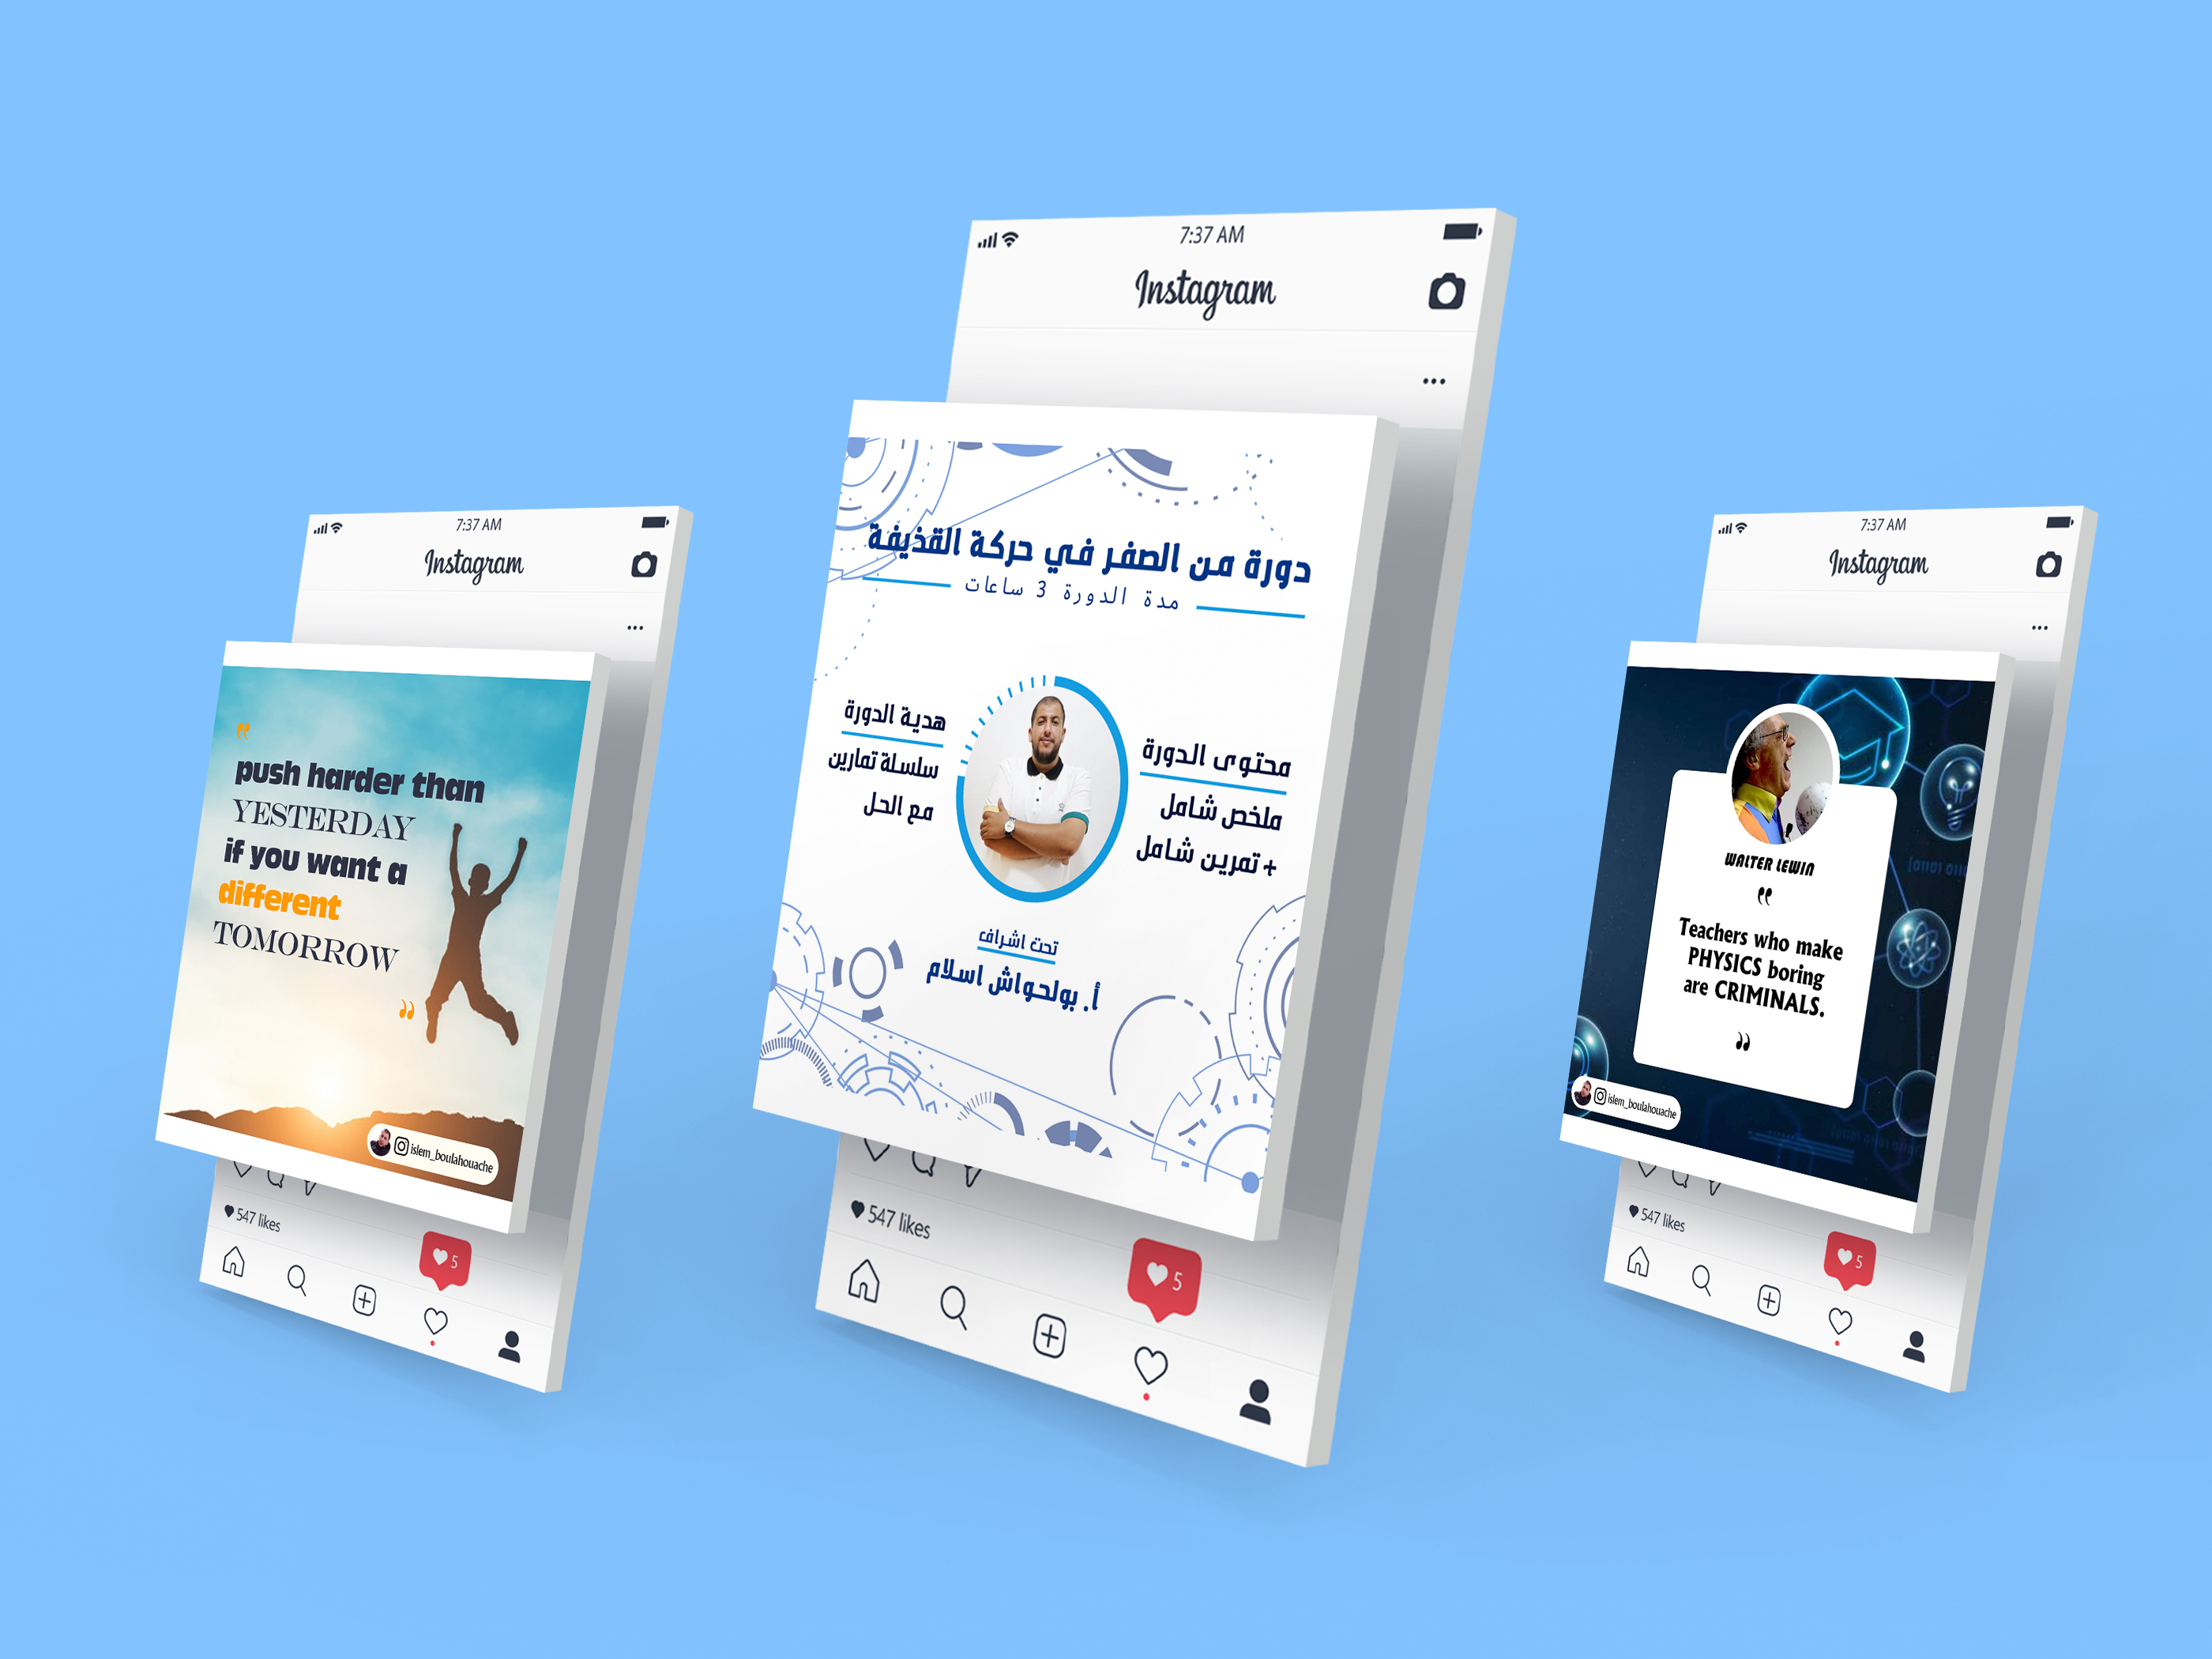 7:37 AM
Instagram
“
push harder than
YESTERDAY
if you want a
different
TOMORROW
”
islem_boulahouache
547 likes
5
7:37 AM
Instagram
دورة من الصفر في حركة القذيفة
مدة الدورة 3 ساعات
محتوى الدورة
ملخص شامل
+ تمرين شامل
هدية الدورة
سلسلة تمارين
مع الحل
تحت اشراف
أ. بولحواش اسلام
547 likes
5
7:37 AM
Instagram
WALTER LEWIN
“
Teachers who make
PHYSICS boring
are CRIMINALS.
”
islem_boulahouache
547 likes
5